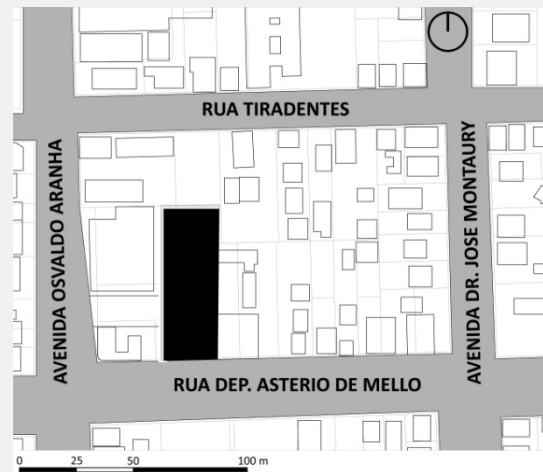 RUA TIRADENTES
AVENIDA OSVALDO ARANHA
AVENIDA DR. JOSE MONTAURY
RUA DEP. ASTERIO DE MELLO
0 25 50 100 m